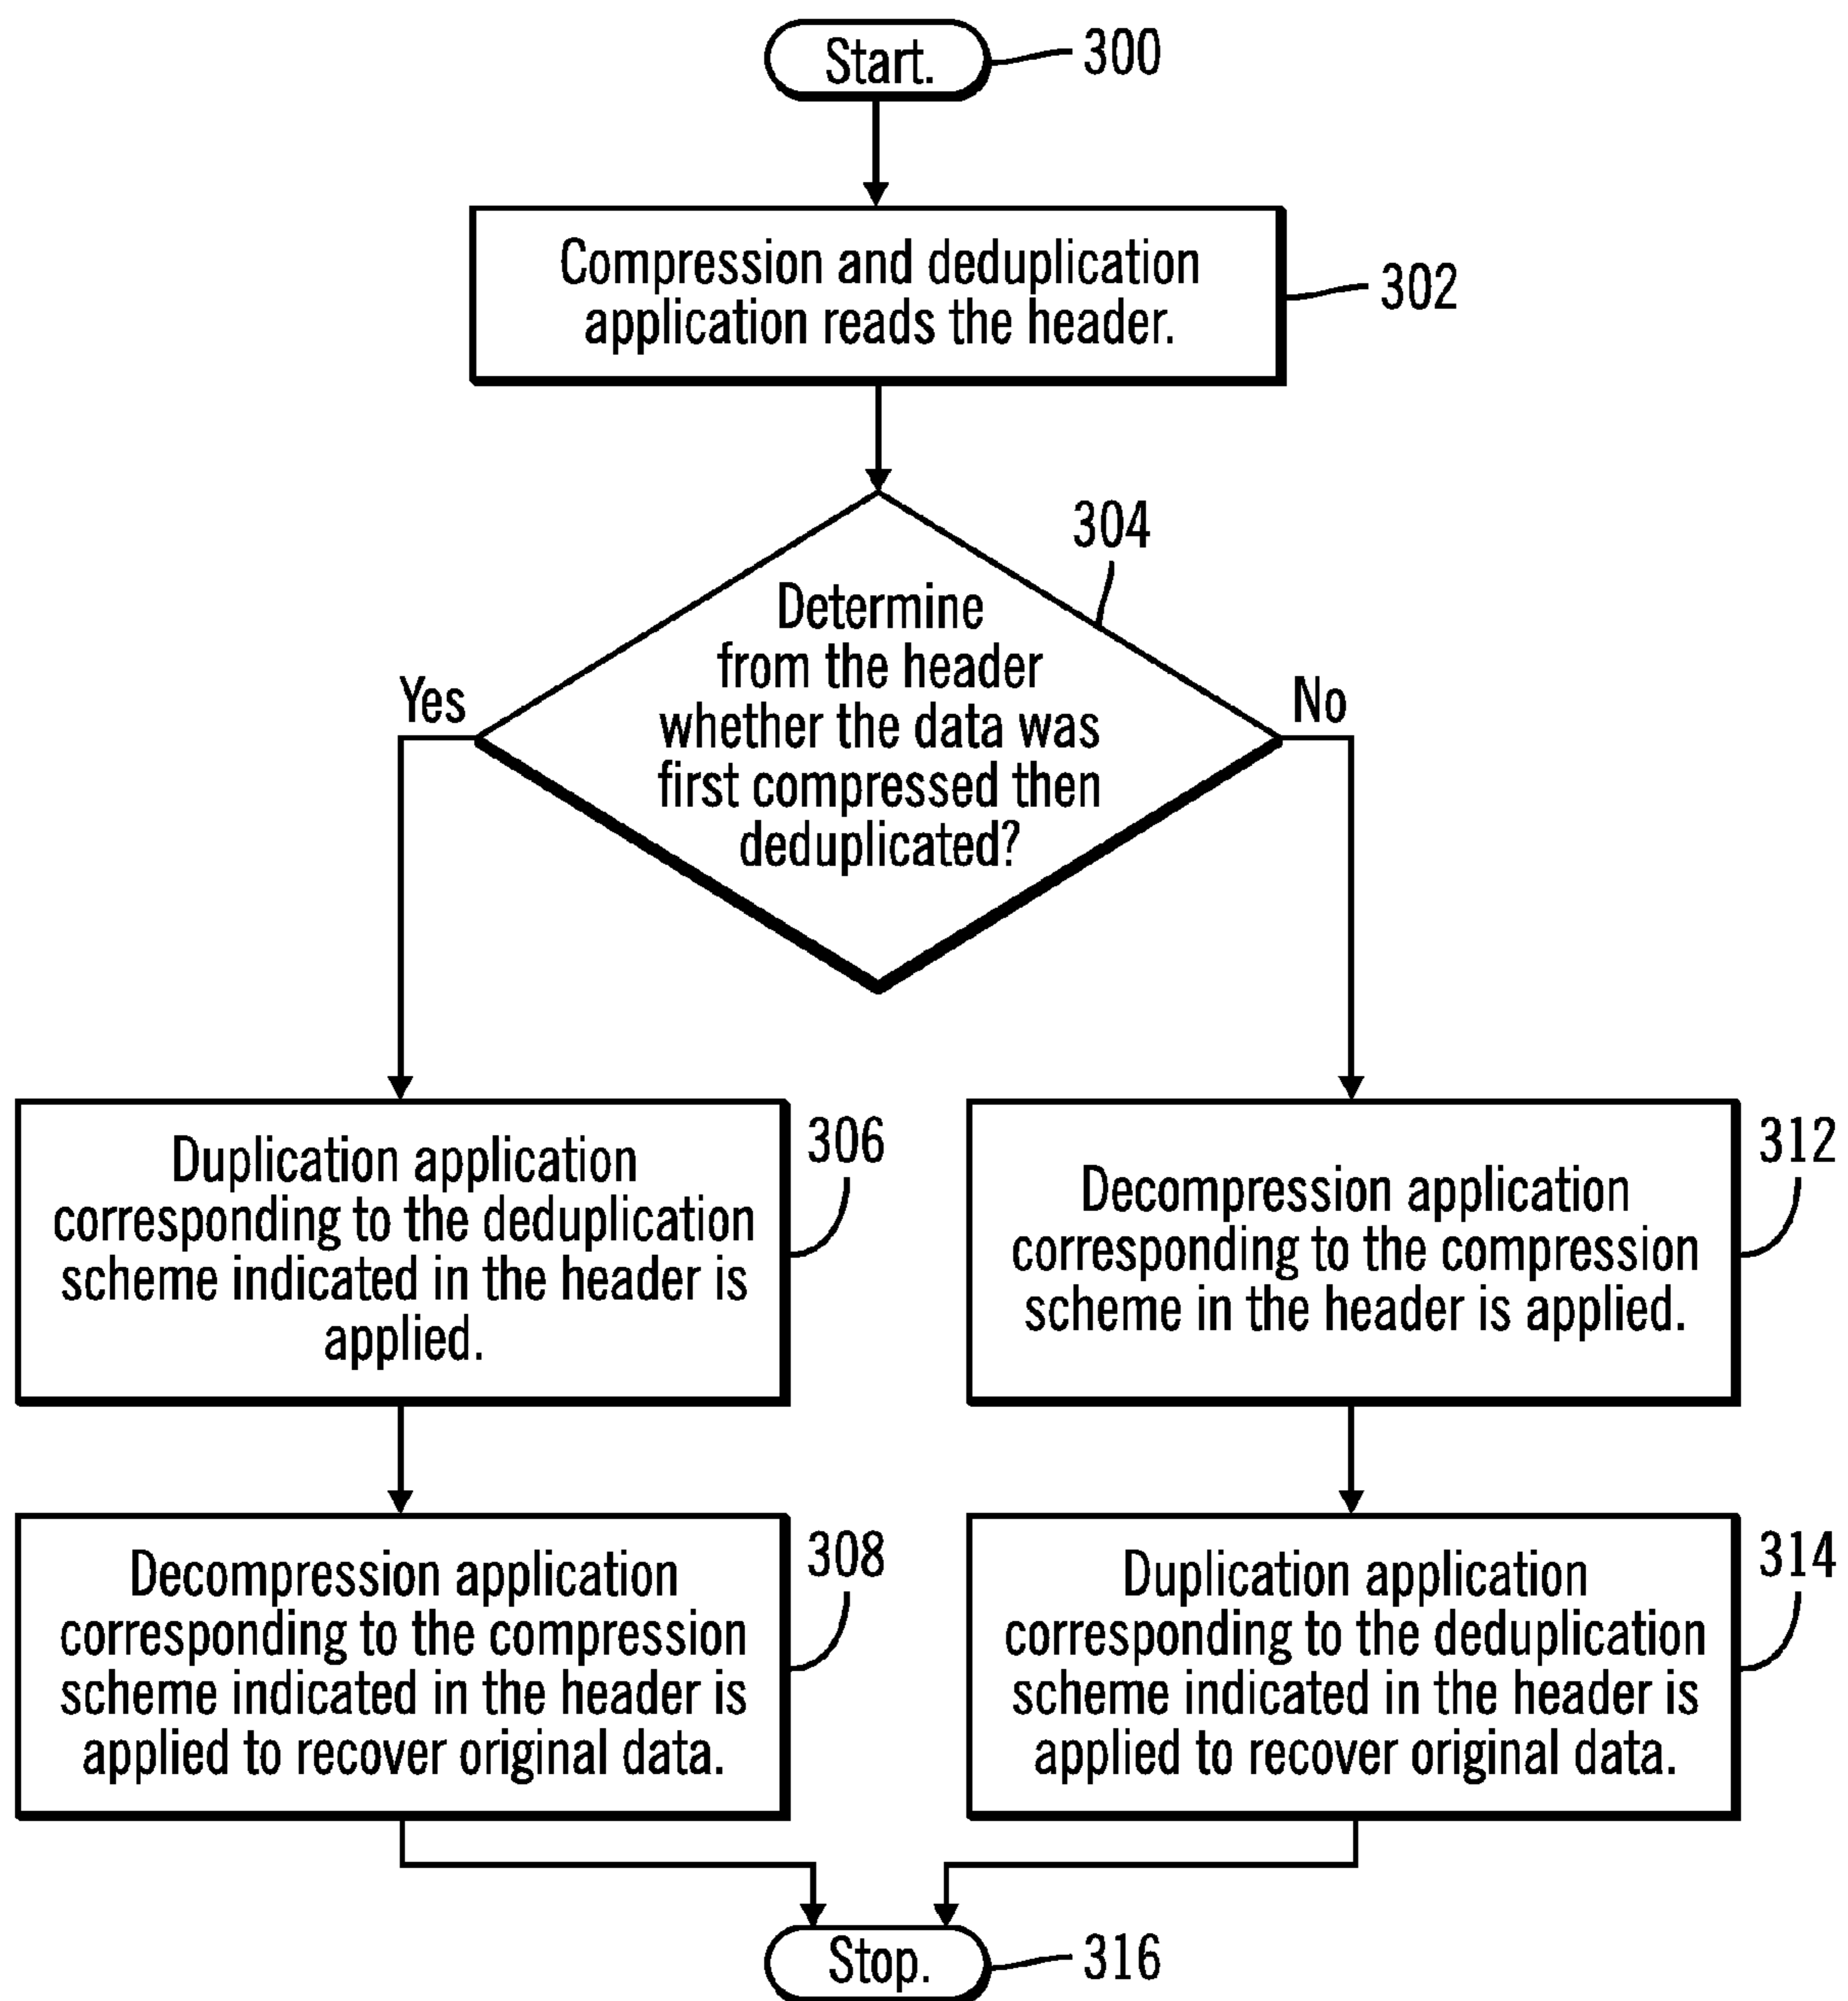 Start.
300
Compression and deduplication
application reads the header.
302
304
Determine
from the header
whether the data was
first compressed then
deduplicated?
Yes
No
Duplication application
corresponding to the deduplication
scheme indicated in the header is
applied.
306
Decompression application
corresponding to the compression
scheme in the header is applied.
312
Decompression application
corresponding to the compression
scheme indicated in the header is
applied to recover original data.
308
Duplication application
corresponding to the deduplication
scheme indicated in the header is
applied to recover original data.
314
Stop.
316